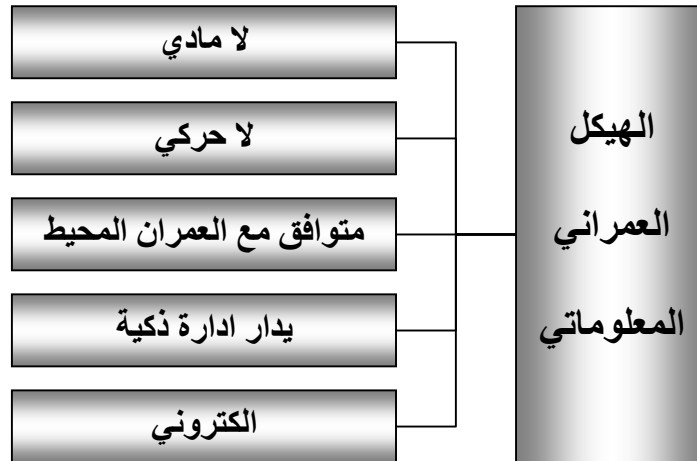 الهيكل
العمراني
المعلوماتي
لا مادي
لا حركي
متوافق مع العمران المحيط
يدار ادارة ذكية
الكتروني